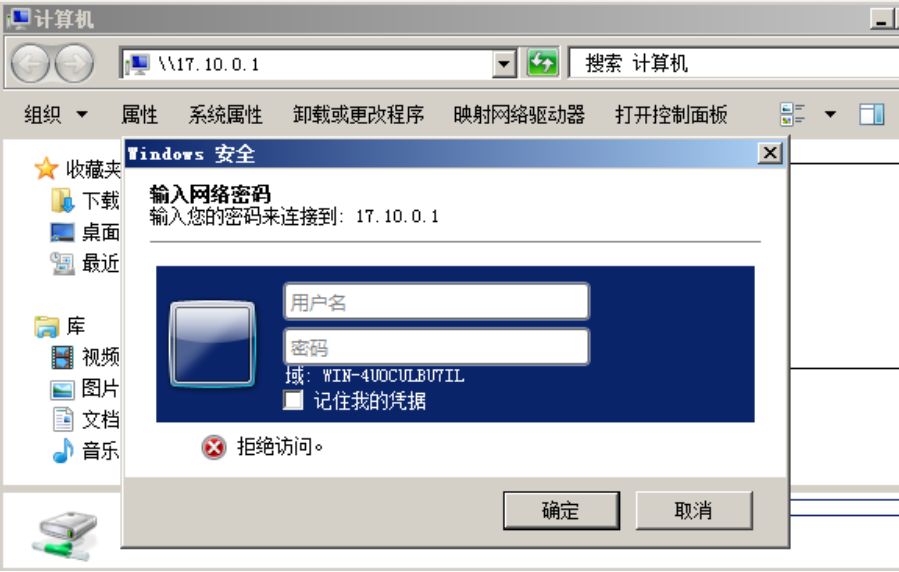 计算机
\\17.10.0.1
搜索 计算机
组织 属性 系统属性 卸载或更改程序 映射网络驱动器 打开控制面板
收藏夹
下载
桌面
最近
库
视频
图片
文档
音乐
Windows 安全
输入网络密码
输入您的密码来连接到: 17.10.0.1
用户名
密码
域: WIN-4UOCULBU7IL
记住我的凭据
拒绝访问。
确定 取消